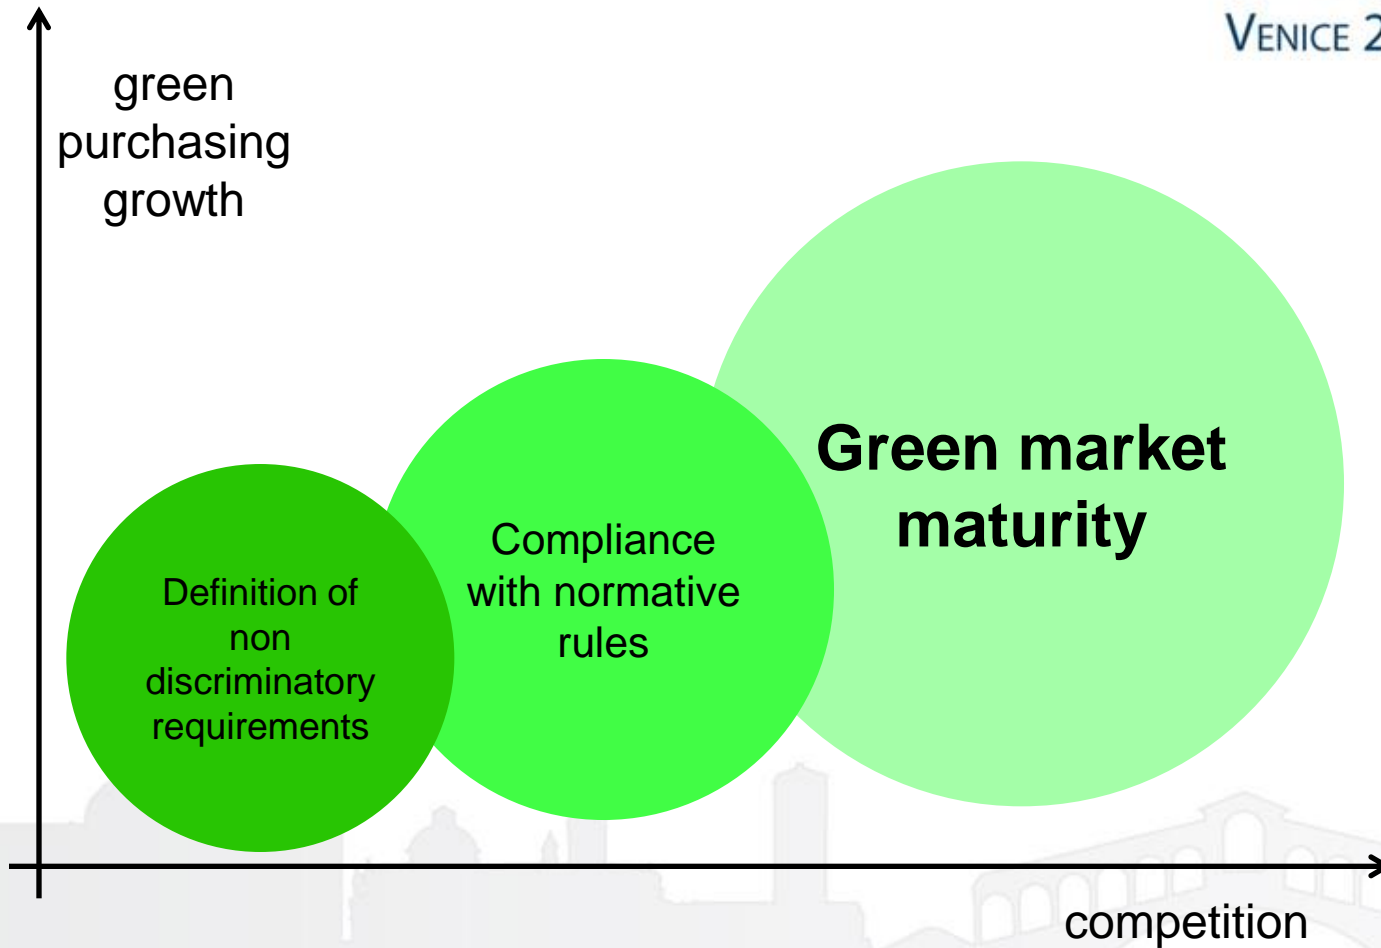 VENICE 2
green
purchasing
growth
Green market
maturity
Compliance
with normative
rules
Definition of
non
discriminatory
requirements
competition